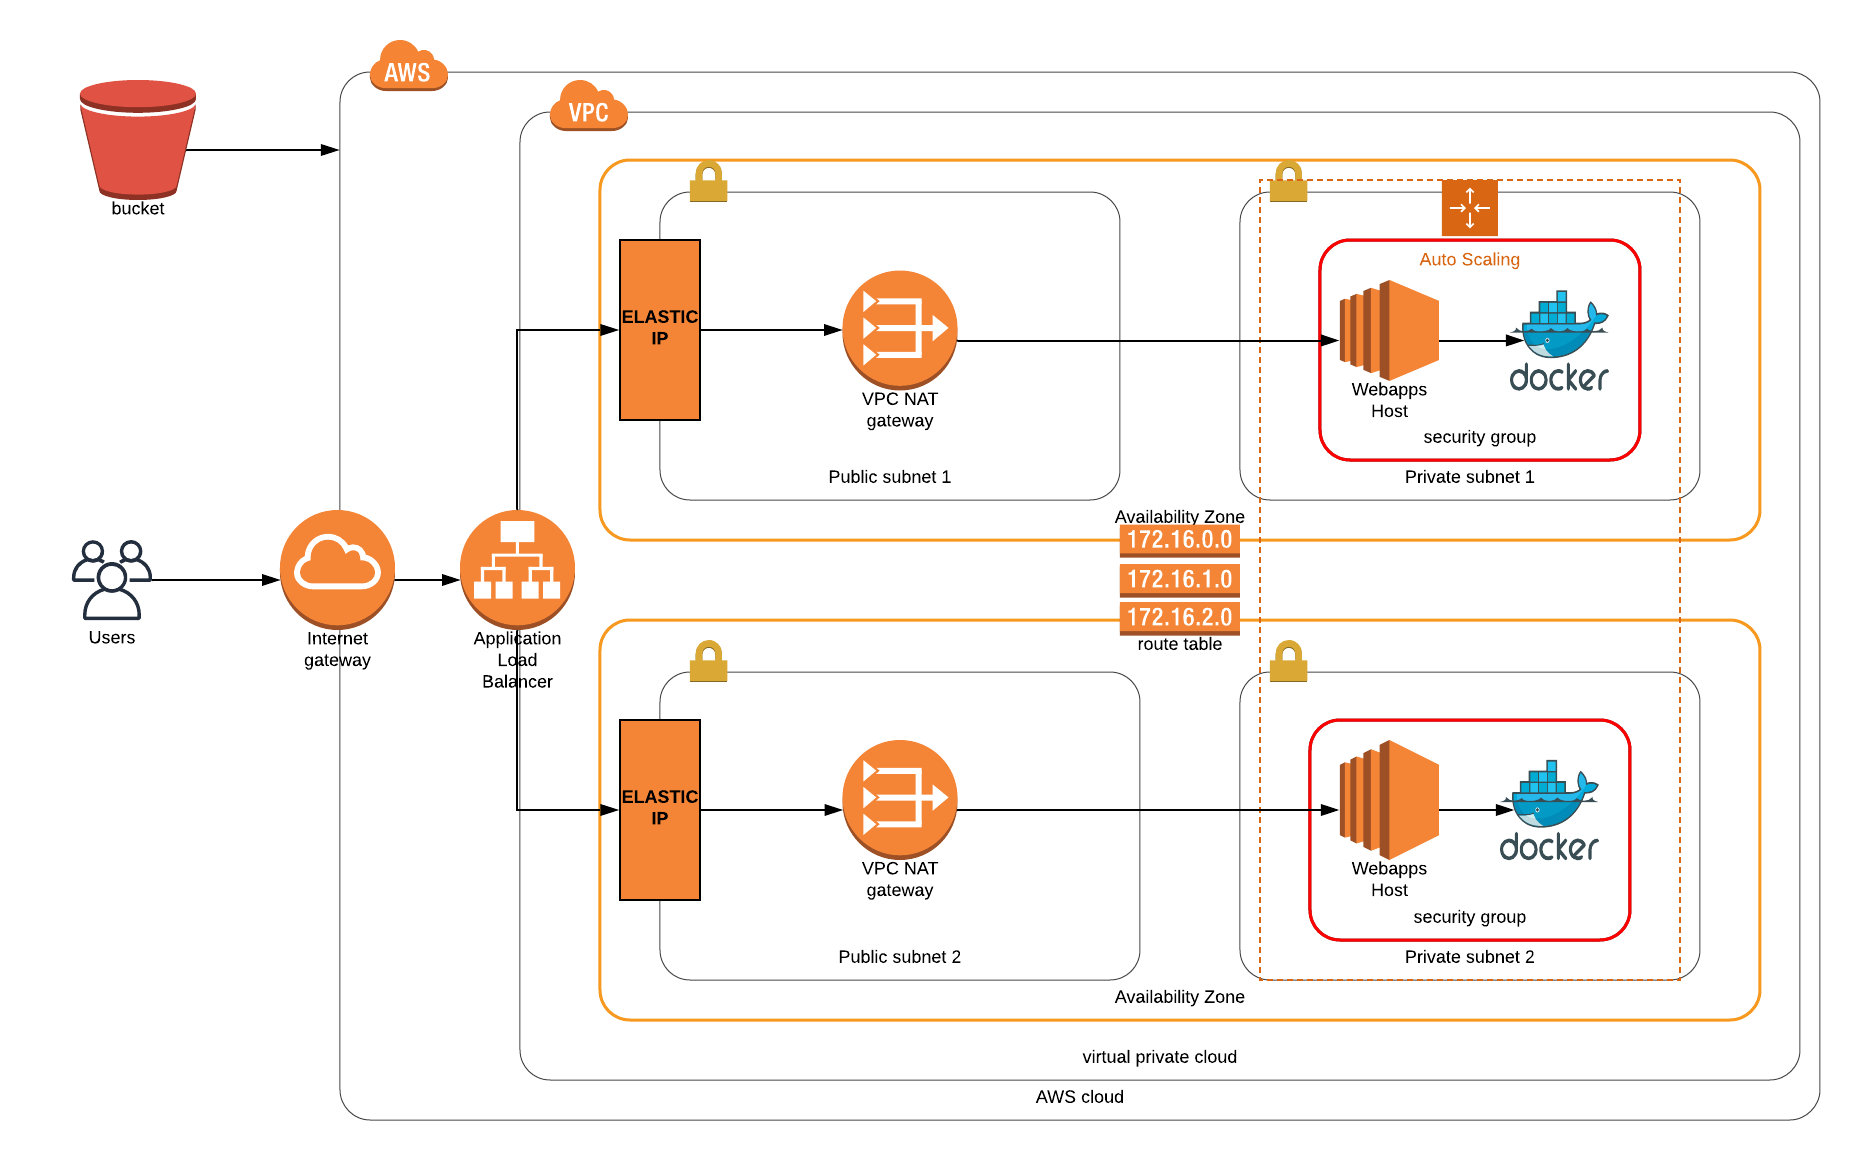 AWS
VPC
bucket
ELASTIC
IP
VPC NAT
gateway
Public subnet 1
Auto Scaling
Webapps
Host
docker
security group
Private subnet 1
Availability Zone
172.16.0.0
172.16.1.0
172.16.2.0
route table
Users
Internet
gateway
Application
Load
Balancer
ELASTIC
IP
VPC NAT
gateway
Public subnet 2
Webapps
Host
docker
security group
Private subnet 2
Availability Zone
virtual private cloud
AWS cloud